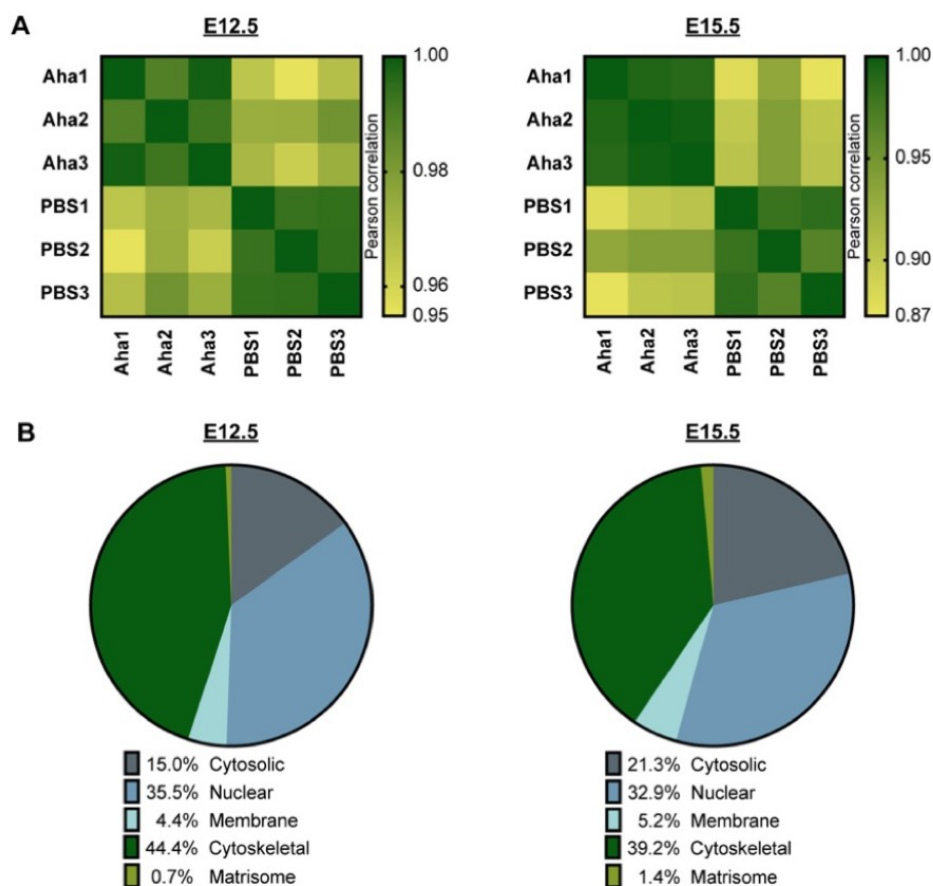 A
E12.5
E15.5
Aha1
Aha2
Aha3
PBS1
PBS2
PBS3
Aha1
Aha2
Aha3
PBS1
PBS2
PBS3
1.00
0.98
0.96
0.95
Pearson correlation
Aha1
Aha2
Aha3
PBS1
PBS2
PBS3
Aha1
Aha2
Aha3
PBS1
PBS2
PBS3
1.00
0.95
0.90
0.87
Pearson correlation
B
E12.5
E15.5
15.0% Cytosolic
35.5% Nuclear
4.4% Membrane
44.4% Cytoskeletal
0.7% Matrisome
21.3% Cytosolic
32.9% Nuclear
5.2% Membrane
39.2% Cytoskeletal
1.4% Matrisome